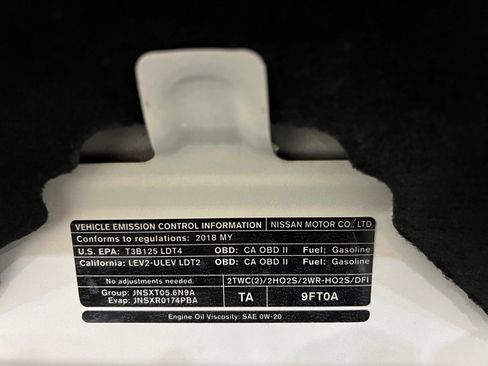 VEHICLE EMISSION CONTROL INFORMATION NISSAN MOTOR CO., LTD
Conforms to regulations: 2018 MY
U.S. EPA: T3B125 LDT4 OBD: CA OBD II Fuel: Gasoline
California: LEV2-ULEV LDT2 OBD: CA OBD II Fuel: Gasoline
No adjustments needed. 2TWC(2)/2HO2S/2WR-HO2S/DFI
Group: JNSXT05.6N9A
Evap: JNSXR0174PBA TA 9FT0A
Engine Oil Viscosity: SAE 0W-20